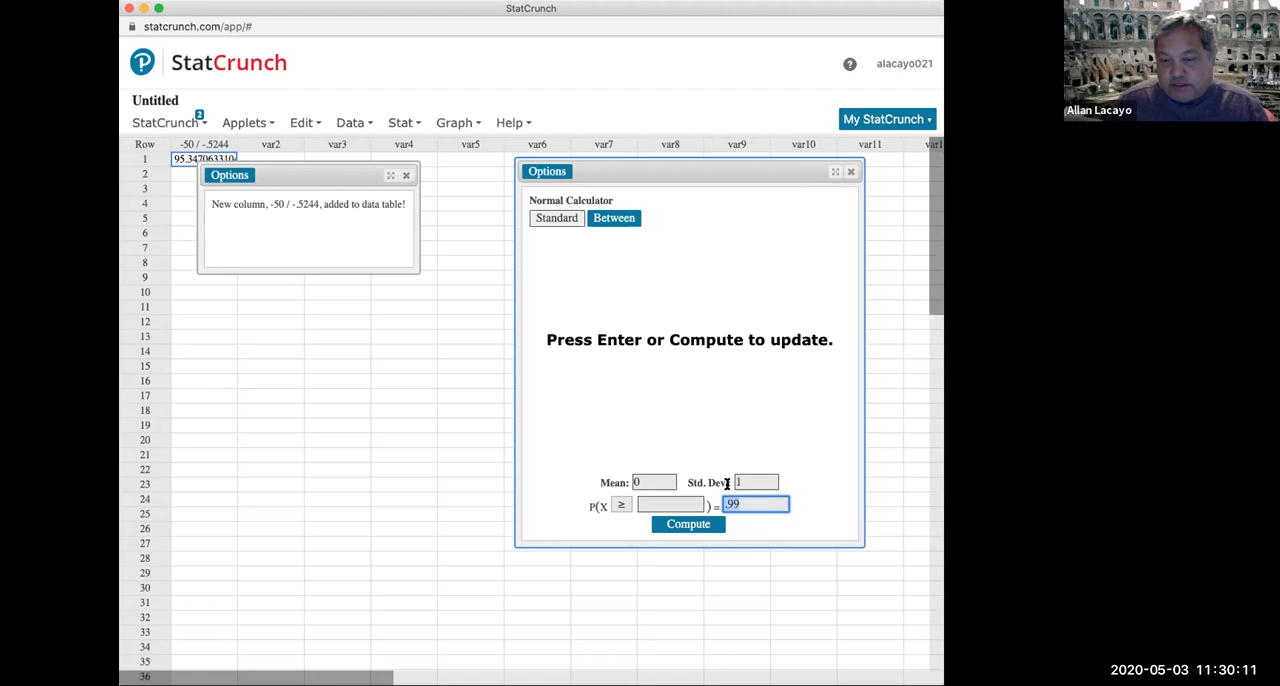 StatCrunch
statcrunch.com/app/#
StatCrunch
? alacayo021
Untitled
StatCrunch 2 Applets Edit Data Stat Graph Help My StatCrunch
Row -50 / -.5244 var2 var3 var4 var5 var6 var7 var8 var9 var10 var11 var1
1 95.347063310
2
3
4
5
6
7
8
9
10
11
12
13
14
15
16
17
18
19
20
21
22
23
24
25
26
27
28
29
30
31
32
33
34
35
36
Options
New column, -50 / -.5244, added to data table!
Options
Normal Calculator
Standard Between
Press Enter or Compute to update.
Mean: 0 Std. Dev.: 1
P(X ≥ ) = .99
Compute
Allan Lacayo
2020-05-03 11:30:11